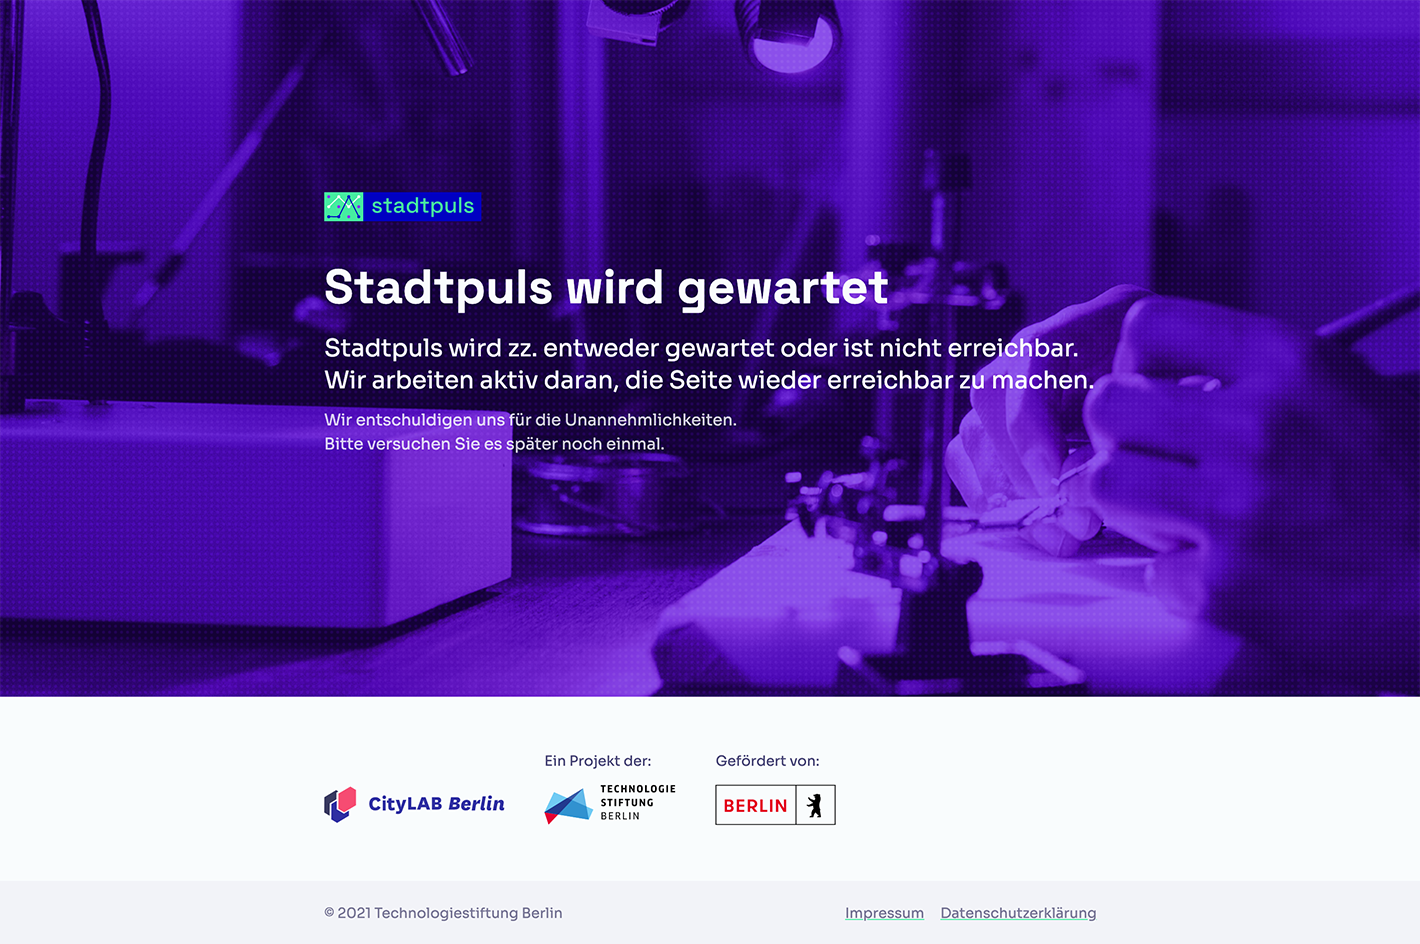 stadtpuls
Stadtpuls wird gewartet
Stadtpuls wird zz. entweder gewartet oder ist nicht erreichbar.
Wir arbeiten aktiv daran, die Seite wieder erreichbar zu machen.
Wir entschuldigen uns für die Unannehmlichkeiten.
Bitte versuchen Sie es später noch einmal.
CityLAB Berlin
Ein Projekt der:
TECHNOLOGIE
STIFTUNG
BERLIN
Gefördert von:
BERLIN
© 2021 Technologiestiftung Berlin
Impressum
Datenschutzerklärung